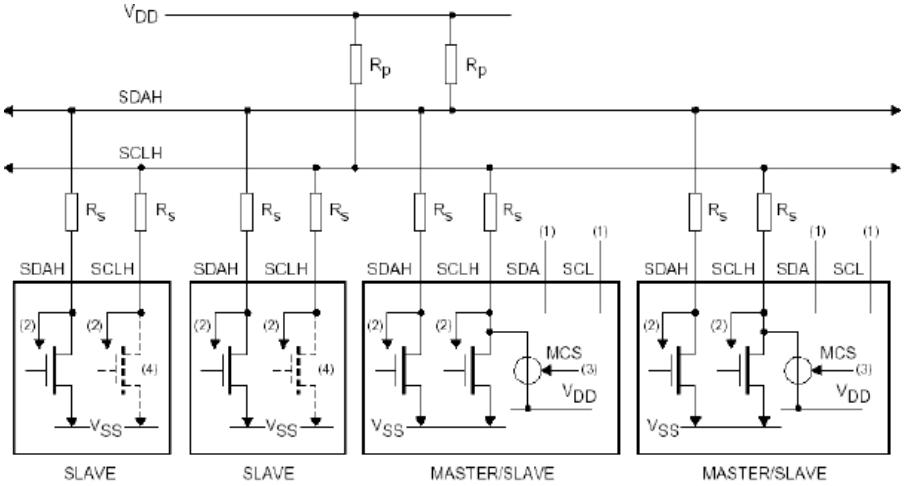 VDD
Rp Rp
SDAH
SCLH
Rs Rs Rs Rs Rs Rs Rs Rs
(1) (1) (1) (1)
SDAH SCLH SDAH SCLH SDAH SCLH SDA SCL SDAH SCLH SDA SCL
(2) (2) (2) (2) (2) (2) (2) (2)
MCS MCS
(4) (4) (3) (3)
VDD VDD
VSS VSS VSS VSS
SLAVE SLAVE MASTER/SLAVE MASTER/SLAVE